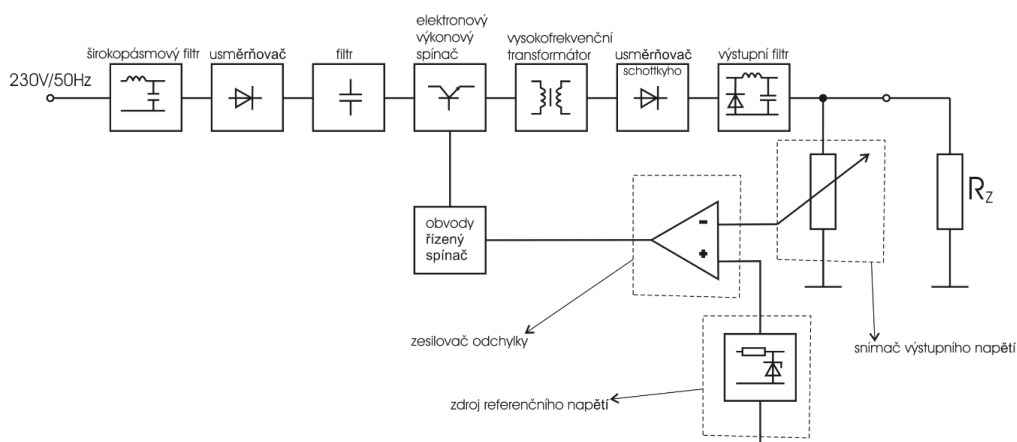 elektronový
výkonový
spínač
vysokofrekvenční
transformátor
širokopásmový filtr
usměrňovač
filtr
usměrňovač
schottkyho
výstupní filtr
230V/50Hz
RZ
obvody
řízený
spínač
-
+
zesilovač odchylky
snímač výstupního napětí
zdroj referenčního napětí